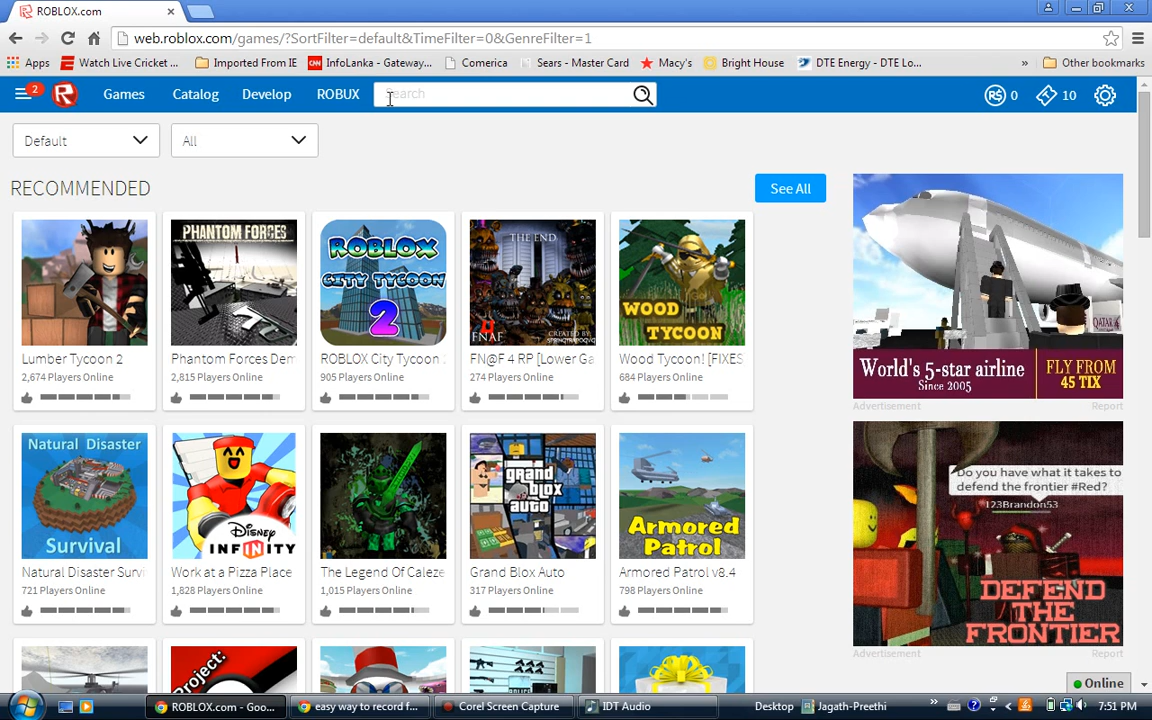 ROBLOX.com
web.roblox.com/games/?SortFilter=default&TimeFilter=0&GenreFilter=1
Apps Watch Live Cricket ... Imported From IE InfoLanka - Gateway... Comerica Sears - Master Card Macy's Bright House DTE Energy - DTE Lo... » Other bookmarks
2 R Games Catalog Develop ROBUX Search R$ 0 10
Default All
RECOMMENDED See All
PHANTOM FORCES
ROBLOX
CITY TYCOON
2
THE END
FNAF
CREATED BY:
WOOD
TYCOON
Lumber Tycoon 2 Phantom Forces Dem ROBLOX City Tycoon FN@F 4 RP [Lower Ga Wood Tycoon! [FIXES
2,674 Players Online 2,815 Players Online 905 Players Online 274 Players Online 684 Players Online
QATAR
World's 5-star airline
Since 2005
FLY FROM
45 TIX
Advertisement Report
Natural Disaster
Survival
Disney
INFINITY
grand
blox
auto
Armored
Patrol
Natural Disaster Survi Work at a Pizza Place The Legend Of Caleze Grand Blox Auto Armored Patrol v8.4
721 Players Online 1,828 Players Online 1,015 Players Online 317 Players Online 798 Players Online
Do you have what it takes to
defend the frontier #Red?
123Brandon53
DEFEND
THE
FRONTIER
Advertisement Report
Project:
Online
ROBLOX.com - Goo... easy way to record f... Corel Screen Capture IDT Audio Desktop Jagath-Preethi » 7:51 PM